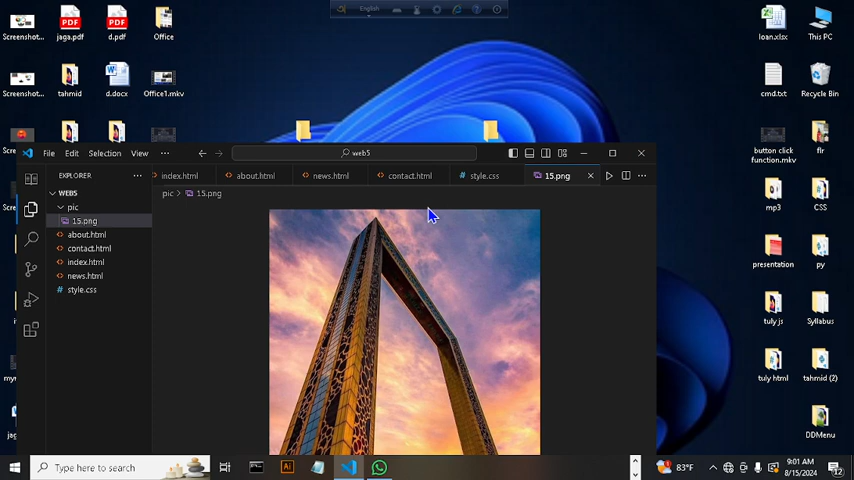 English
Screenshot...
jaga.pdf
d.pdf
Office
loan.xlsx
This PC
Screenshot...
tahmid
d.docx
Office1.mkv
cmd.txt
Recycle Bin
File Edit Selection View
web5
button click function.mkv
flr
EXPLORER
index.html
about.html
news.html
contact.html
style.css
15.png
WEB5
pic > 15.png
pic
15.png
about.html
contact.html
index.html
news.html
style.css
mp3
CSS
presentation
py
tuly js
Syllabus
tuly html
tahmid (2)
DDMenu
Type here to search
83°F
9:01 AM
8/15/2024
12